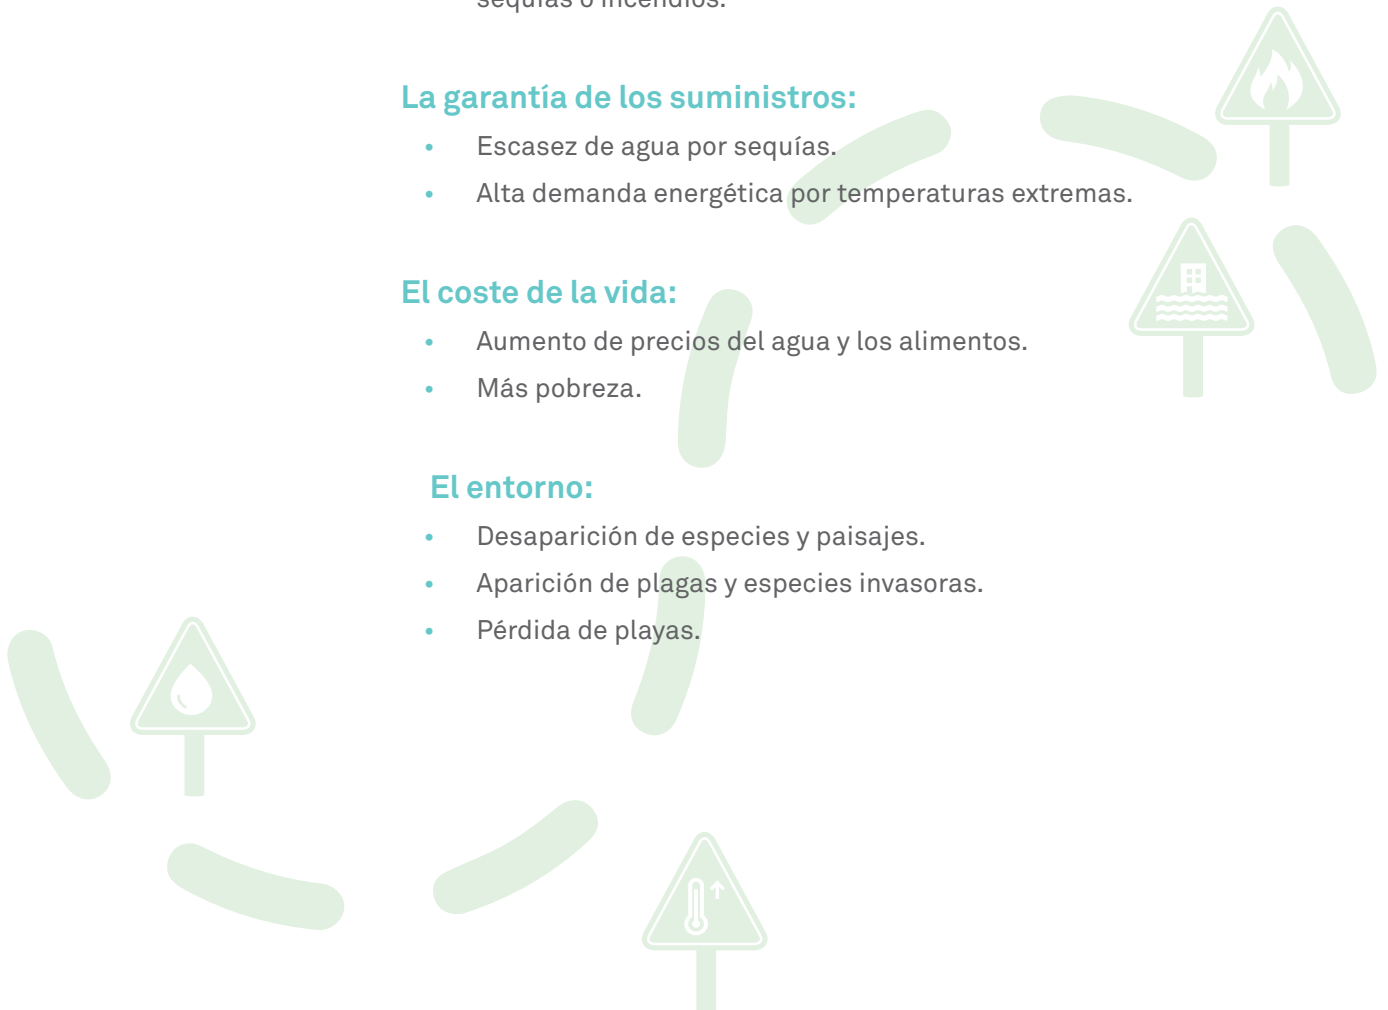 sequías o incendios.
La garantía de los suministros:
• Escasez de agua por sequías.
• Alta demanda energética por temperaturas extremas.
El coste de la vida:
• Aumento de precios del agua y los alimentos.
• Más pobreza.
El entorno:
• Desaparición de especies y paisajes.
• Aparición de plagas y especies invasoras.
• Pérdida de playas.